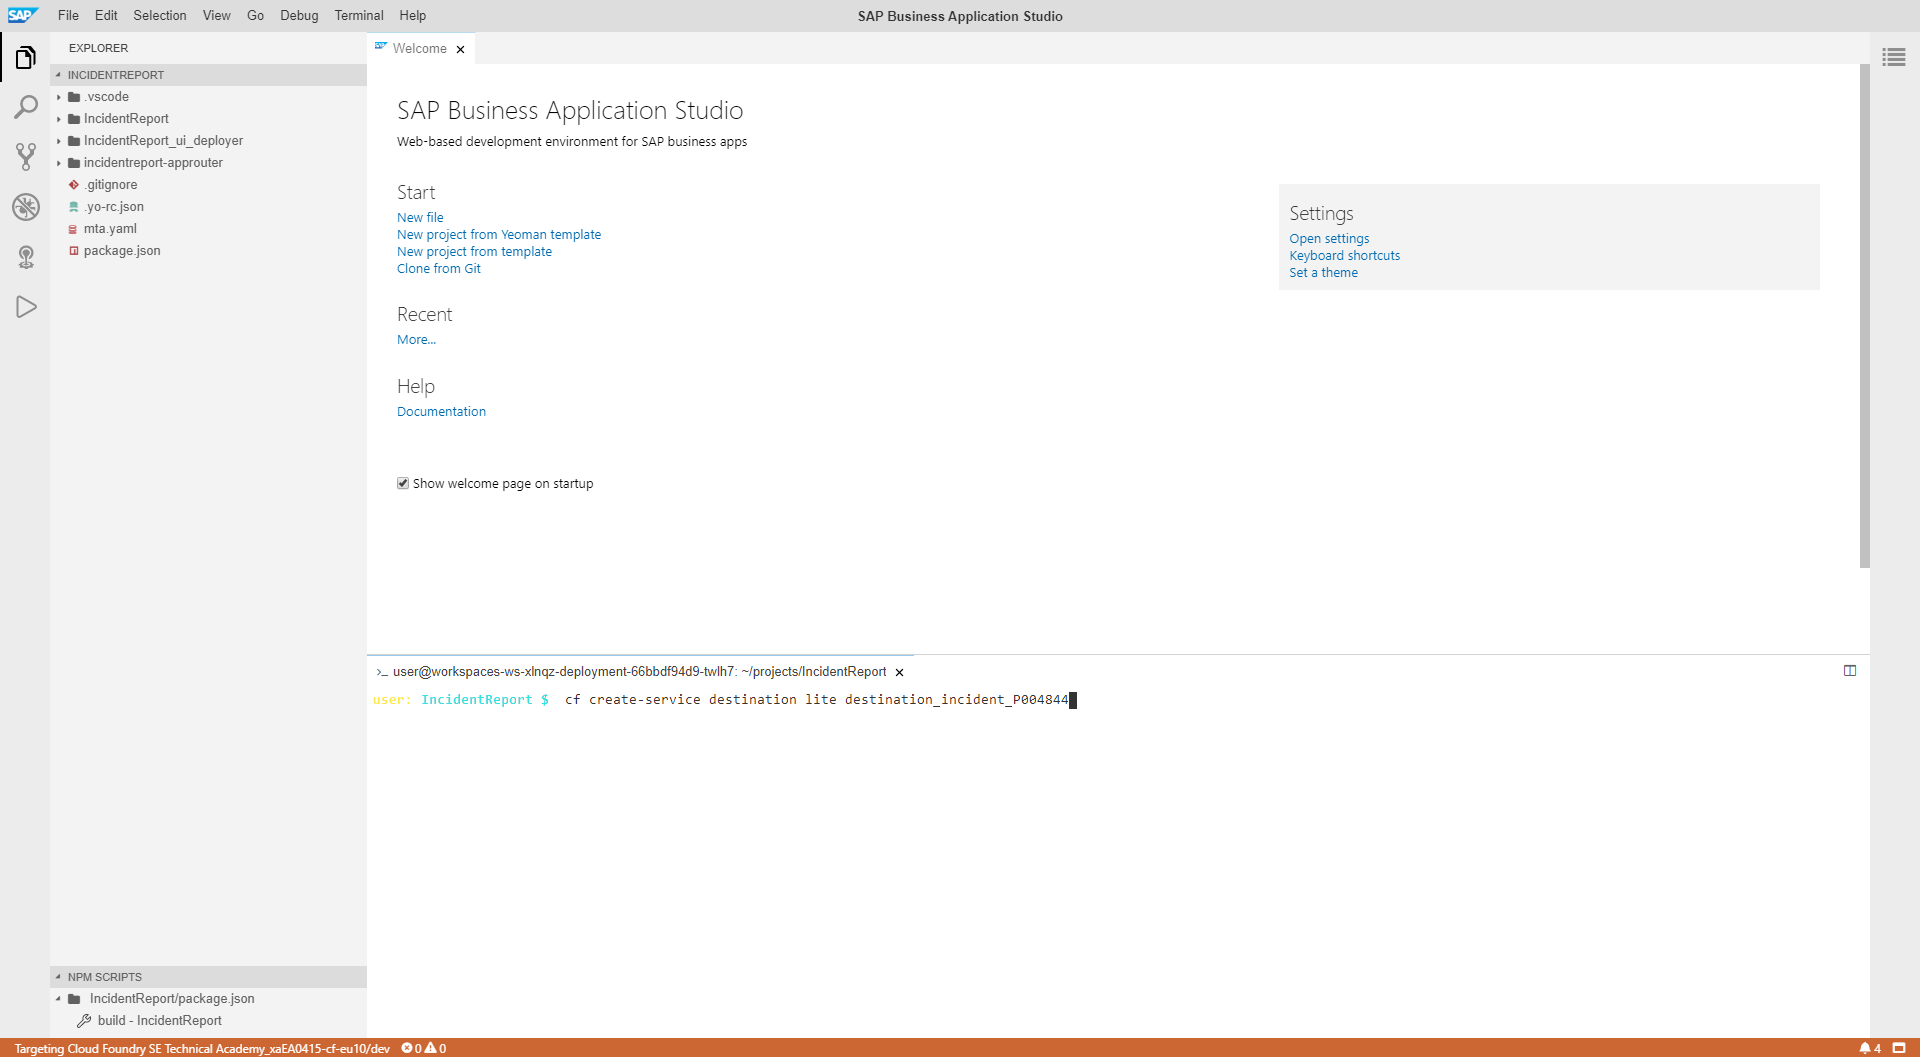 SAP File Edit Selection View Go Debug Terminal Help SAP Business Application Studio
EXPLORER
INCIDENTREPORT
.vscode
IncidentReport
IncidentReport_ui_deployer
incidentreport-approuter
.gitignore
.yo-rc.json
mta.yaml
package.json
NPM SCRIPTS
IncidentReport/package.json
build - IncidentReport
Welcome
SAP Business Application Studio
Web-based development environment for SAP business apps
Start
New file
New project from Yeoman template
New project from template
Clone from Git
Recent
More...
Help
Documentation
Show welcome page on startup
Settings
Open settings
Keyboard shortcuts
Set a theme
>_ user@workspaces-ws-xlnqz-deployment-66bbdf94d9-twlh7: ~/projects/IncidentReport
user: IncidentReport $ cf create-service destination lite destination_incident_P004844
Targeting Cloud Foundry SE Technical Academy_xaEA0415-cf-eu10/dev 0 0 4